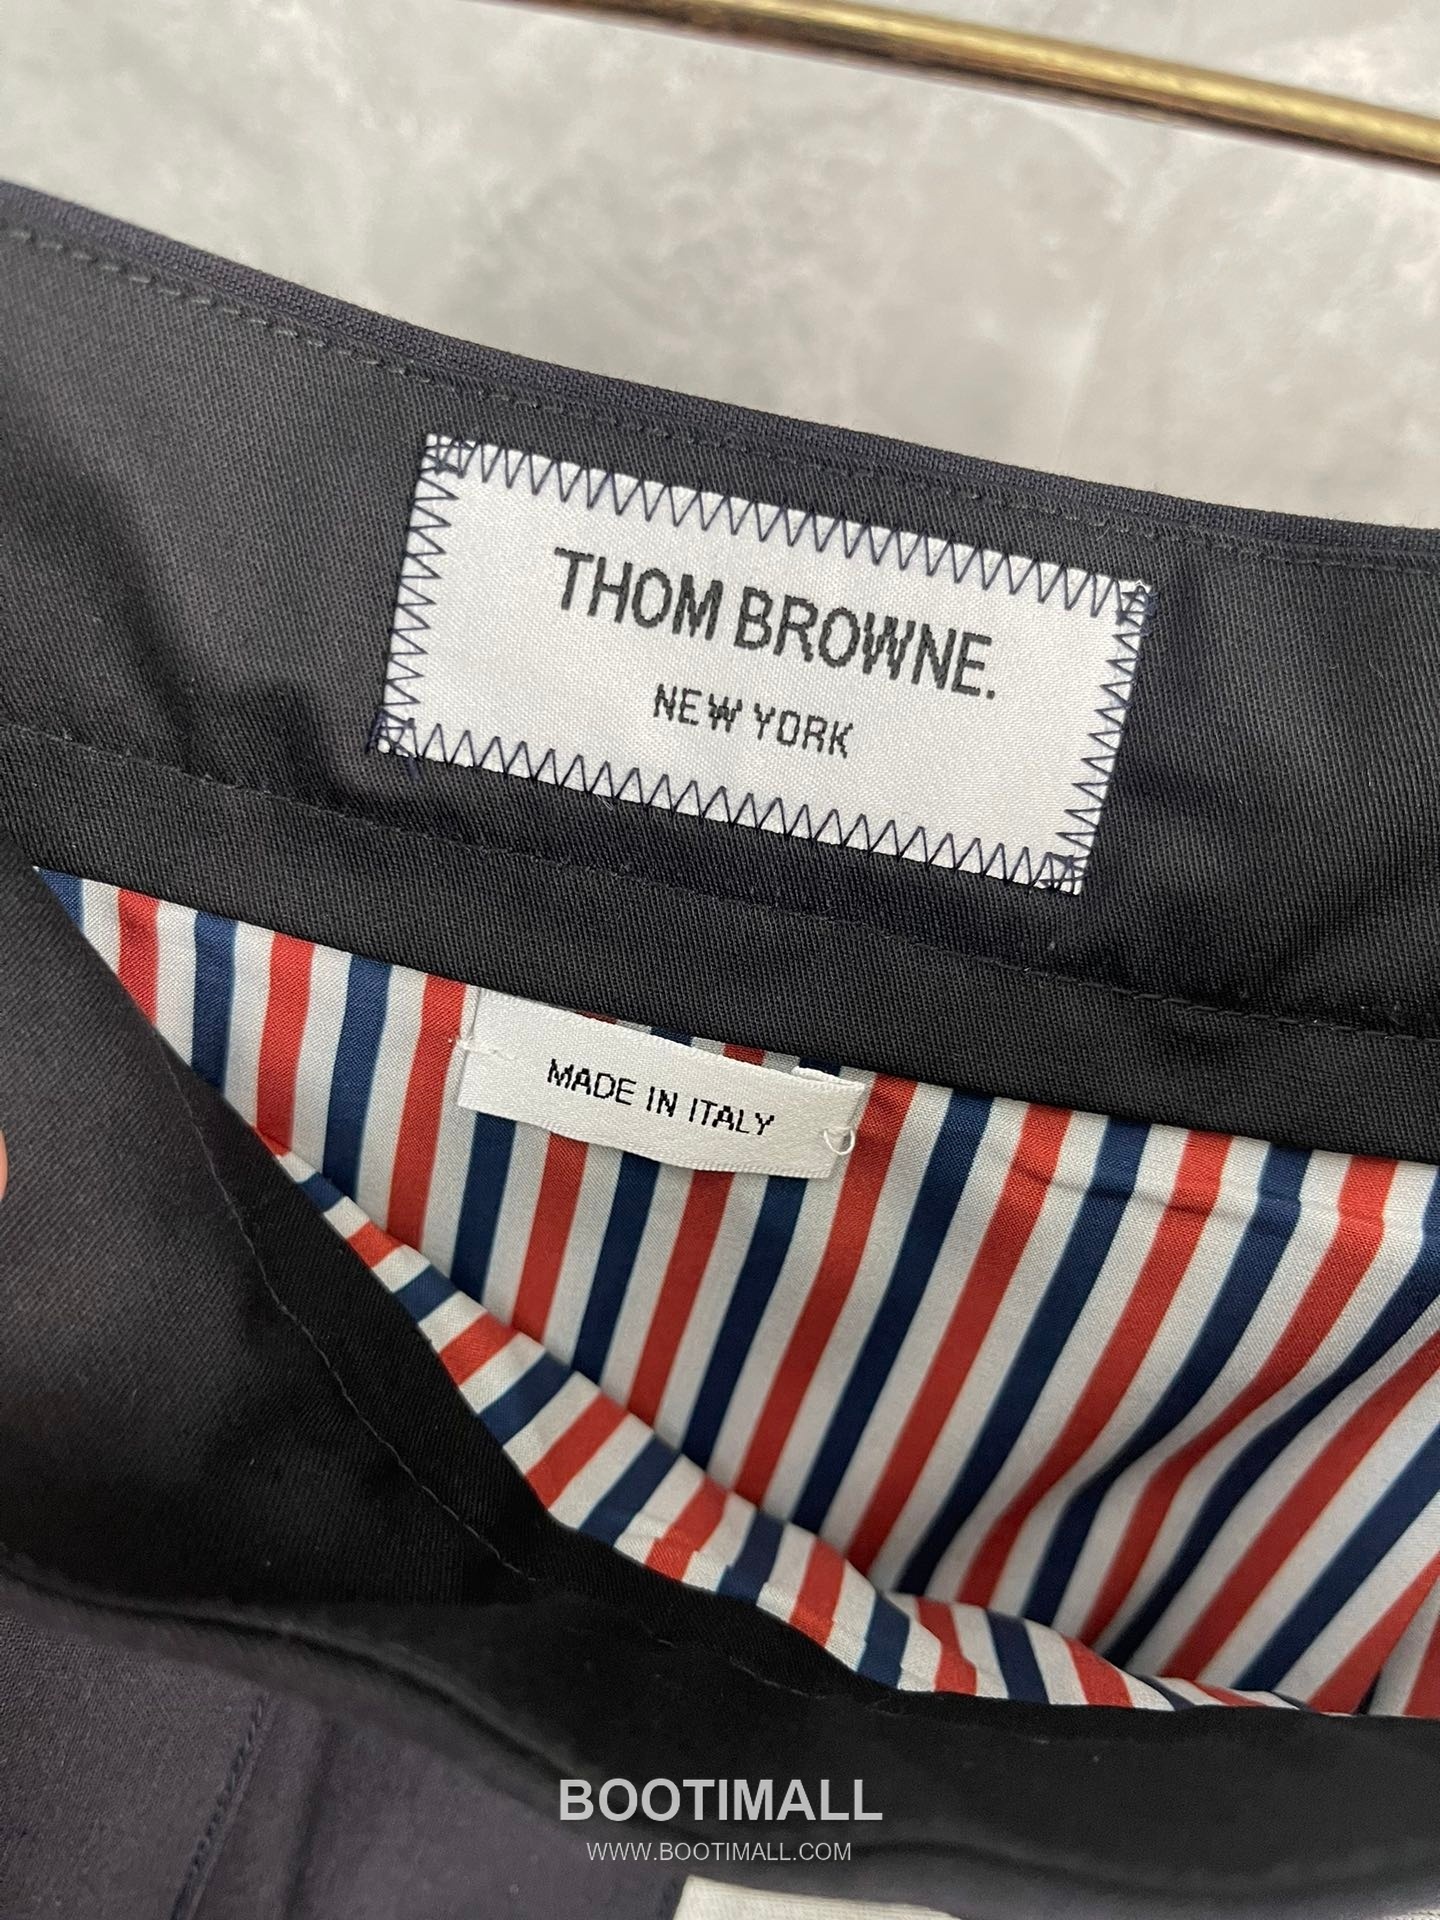 THOM BROWNE.
NEW YORK
MADE IN ITALY
BOOTIMALL
WWW.BOOTIMALL.COM